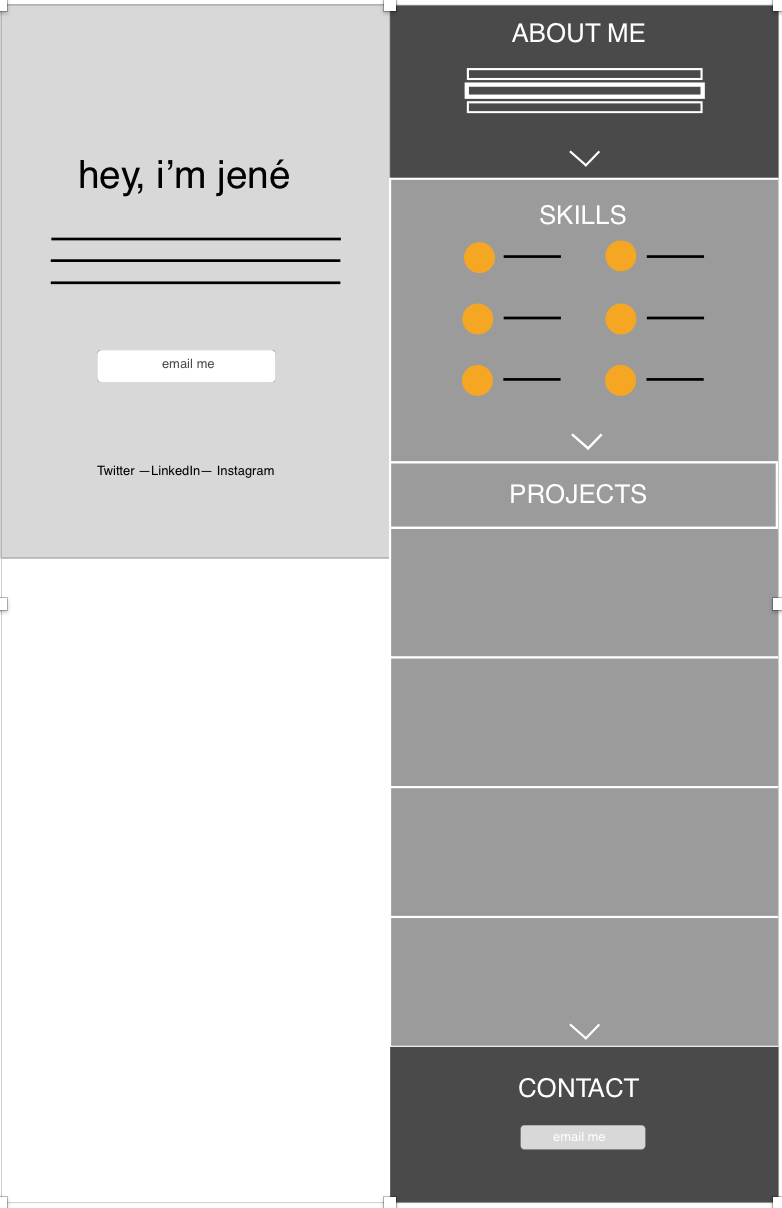 hey, i’m jené
email me
Twitter —LinkedIn— Instagram
ABOUT ME
SKILLS
PROJECTS
CONTACT
email me